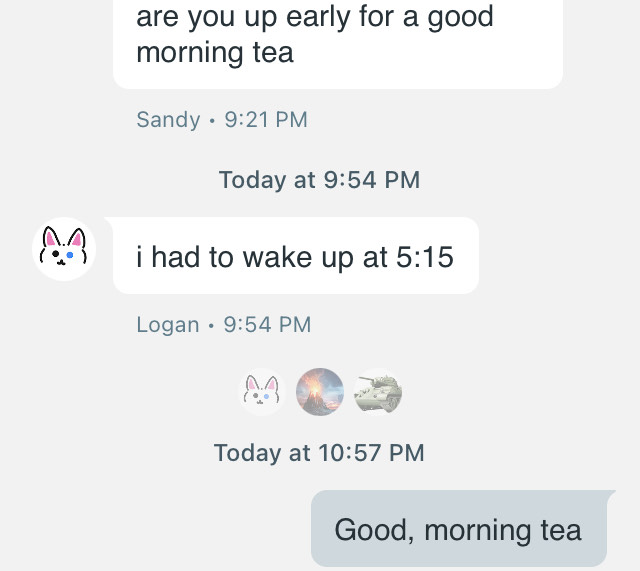 are you up early for a good
morning tea
Sandy • 9:21 PM
Today at 9:54 PM
i had to wake up at 5:15
Logan • 9:54 PM
Today at 10:57 PM
Good, morning tea